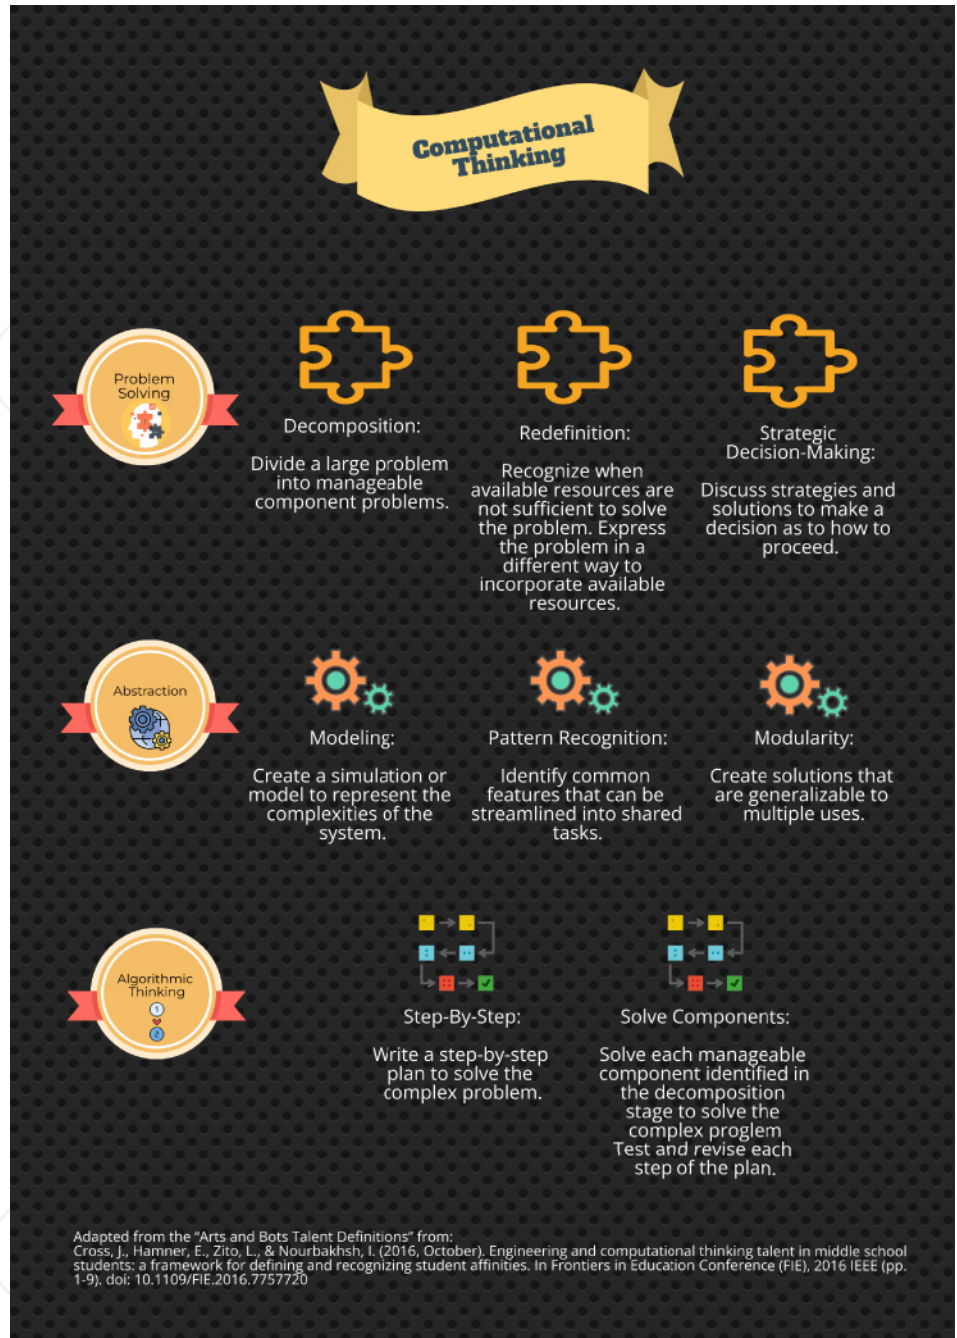 Computational
Thinking
Problem
Solving
Decomposition:
Divide a large problem
into manageable
component problems.
Redefinition:
Recognize when
available resources are
not sufficient to solve
the problem. Express
the problem in a
different way to
incorporate available
resources.
Strategic
Decision-Making:
Discuss strategies and
solutions to make a
decision as to how to
proceed.
Abstraction
Modeling:
Create a simulation or
model to represent the
complexities of the
system.
Pattern Recognition:
Identify common
features that can be
streamlined into shared
tasks.
Modularity:
Create solutions that
are generalizable to
multiple uses.
Algorithmic
Thinking
1
2
Step-By-Step:
Write a step-by-step
plan to solve the
complex problem.
Solve Components:
Solve each manageable
component identified in
the decomposition
stage to solve the
complex proglem
Test and revise each
step of the plan.
Adapted from the “Arts and Bots Talent Definitions” from:
Cross, J., Hamner, E., Zito, L., & Nourbakhsh, I. (2016, October). Engineering and computational thinking talent in middle school
students: a framework for defining and recognizing student affinities. In Frontiers in Education Conference (FIE), 2016 IEEE (pp.
1-9). doi: 10.1109/FIE.2016.7757720